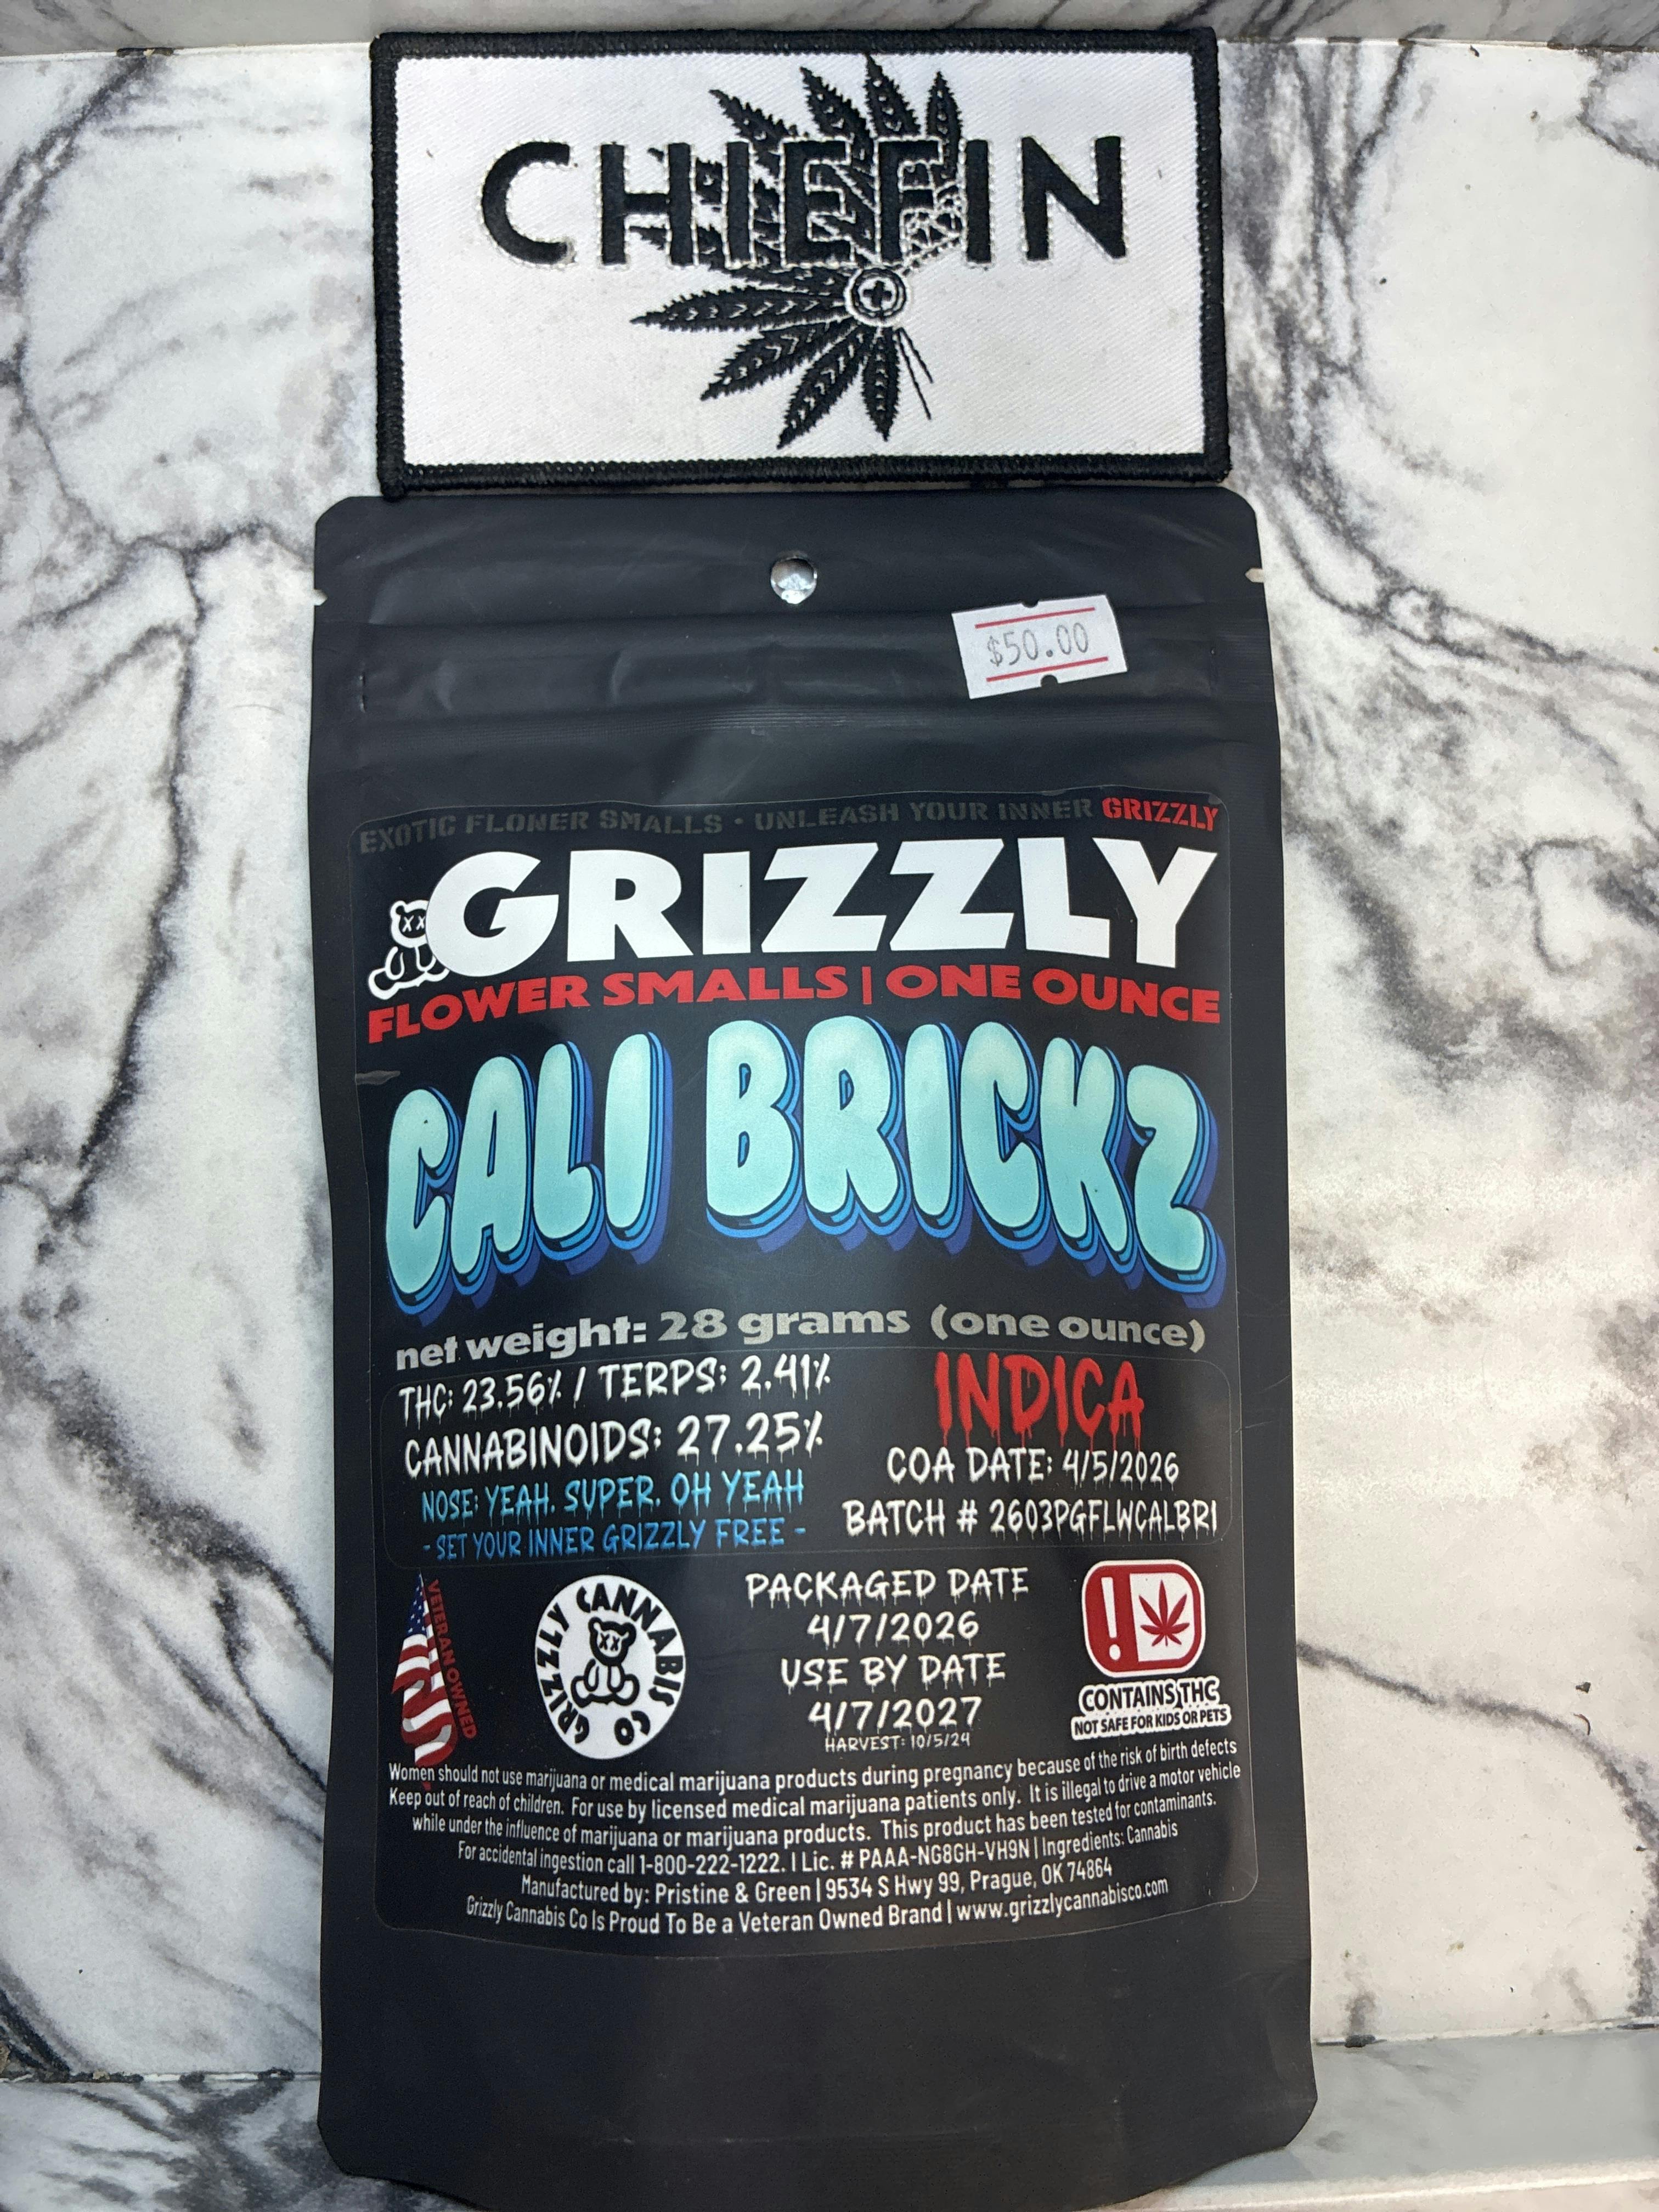 CHIEFIN
$50.00
EXOTIC FLOWER SMALLS • UNLEASH YOUR INNER GRIZZLY
GRIZZLY
FLOWER SMALLS | ONE OUNCE
CALI BRICKZ
net weight: 28 grams (one ounce)
THC: 23.56% / TERPS: 2.41%
CANNABINOIDS: 27.25%
NOSE: YEAH. SUPER. OH YEAH
- SET YOUR INNER GRIZZLY FREE -
INDICA
COA DATE: 4/5/2026
BATCH # 2603PGFLWCALBR1
VETERAN OWNED
GRIZZLY CANNABIS CO
PACKAGED DATE
4/7/2026
USE BY DATE
4/7/2027
HARVEST: 10/5/24
!
CONTAINS THC
NOT SAFE FOR KIDS OR PETS
Women should not use marijuana or medical marijuana products during pregnancy because of the risk of birth defects
Keep out of reach of children. For use by licensed medical marijuana patients only. It is illegal to drive a motor vehicle
while under the influence of marijuana or marijuana products. This product has been tested for contaminants.
For accidental ingestion call 1-800-222-1222. | Lic. # PAAA-NG8GH-VH9N | Ingredients: Cannabis
Manufactured by: Pristine & Green | 9534 S Hwy 99, Prague, OK 74864
Grizzly Cannabis Co Is Proud To Be a Veteran Owned Brand | www.grizzlycannabisco.com